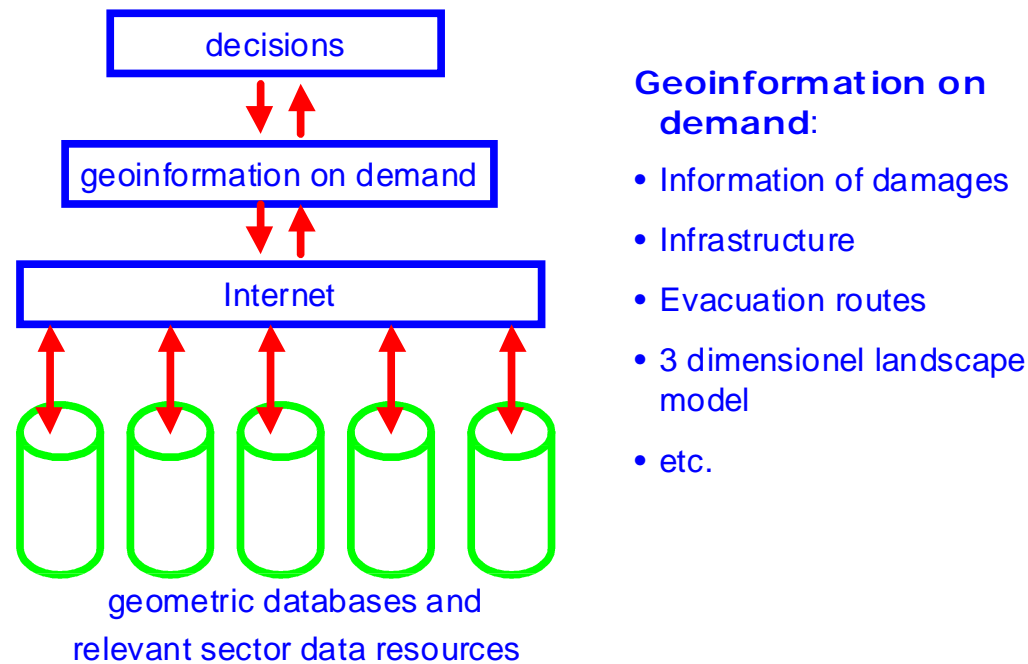 decisions
geoinformation on demand
Internet
geometric databases and
relevant sector data resources
Geoinformation on
demand:
• Information of damages
• Infrastructure
• Evacuation routes
• 3 dimensionel landscape
model
• etc.